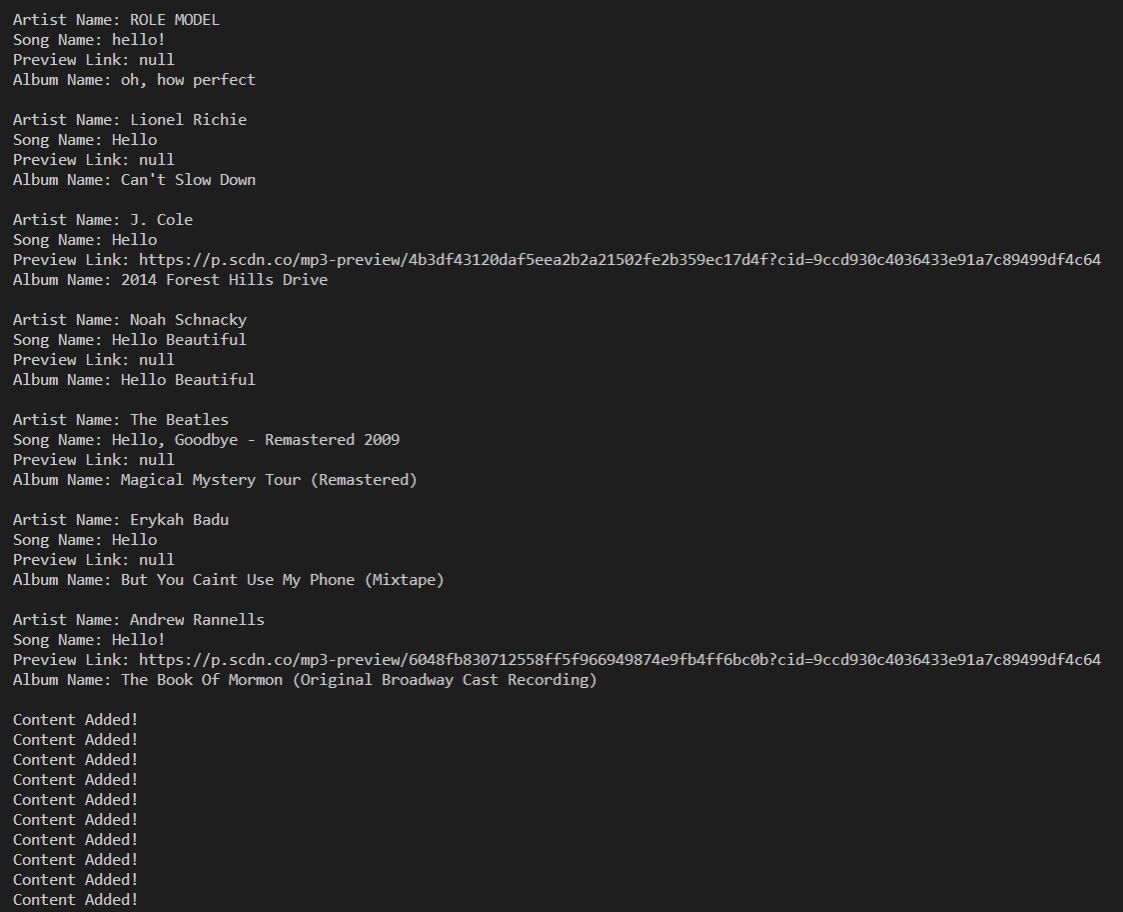 Artist Name: ROLE MODEL
Song Name: hello!
Preview Link: null
Album Name: oh, how perfect
Artist Name: Lionel Richie
Song Name: Hello
Preview Link: null
Album Name: Can't Slow Down
Artist Name: J. Cole
Song Name: Hello
Preview Link: https://p.scdn.co/mp3-preview/4b3df43120daf5eea2b2a21502fe2b359ec17d4f?cid=9ccd930c4036433e91a7c89499df4c64
Album Name: 2014 Forest Hills Drive
Artist Name: Noah Schnacky
Song Name: Hello Beautiful
Preview Link: null
Album Name: Hello Beautiful
Artist Name: The Beatles
Song Name: Hello, Goodbye - Remastered 2009
Preview Link: null
Album Name: Magical Mystery Tour (Remastered)
Artist Name: Erykah Badu
Song Name: Hello
Preview Link: null
Album Name: But You Caint Use My Phone (Mixtape)
Artist Name: Andrew Rannells
Song Name: Hello!
Preview Link: https://p.scdn.co/mp3-preview/6048fb830712558ff5f966949874e9fb4ff6bc0b?cid=9ccd930c4036433e91a7c89499df4c64
Album Name: The Book Of Mormon (Original Broadway Cast Recording)
Content Added!
Content Added!
Content Added!
Content Added!
Content Added!
Content Added!
Content Added!
Content Added!
Content Added!
Content Added!